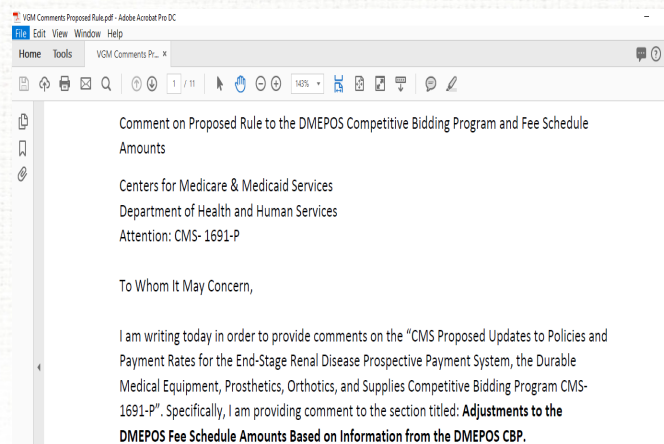 VGM Comments Proposed Rule.pdf - Adobe Acrobat Pro DC
File Edit View Window Help
Home Tools VGM Comments Pr... ×
1 / 11 143%
Comment on Proposed Rule to the DMEPOS Competitive Bidding Program and Fee Schedule
Amounts
Centers for Medicare & Medicaid Services
Department of Health and Human Services
Attention: CMS- 1691-P
To Whom It May Concern,
I am writing today in order to provide comments on the “CMS Proposed Updates to Policies and
Payment Rates for the End-Stage Renal Disease Prospective Payment System, the Durable
Medical Equipment, Prosthetics, Orthotics, and Supplies Competitive Bidding Program CMS-
1691-P”. Specifically, I am providing comment to the section titled: Adjustments to the
DMEPOS Fee Schedule Amounts Based on Information from the DMEPOS CBP.